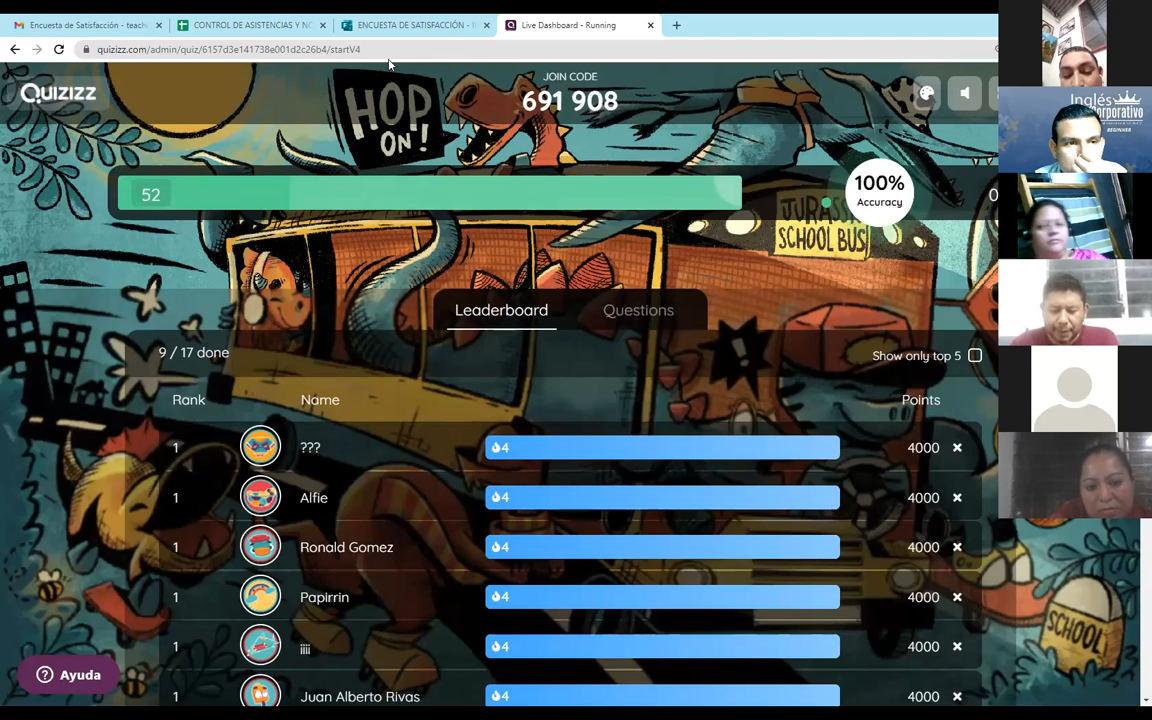 Encuesta de Satisfacción - teach
CONTROL DE ASISTENCIAS Y NO
ENCUESTA DE SATISFACCIÓN - I
Live Dashboard - Running
quizizz.com/admin/quiz/6157d3e141738e001d2c26b4/startV4
Quizizz
JOIN CODE
691 908
HOP
ON!
Inglés
Corporativo
BEGINNER
52
100%
Accuracy
0
JURASSIC
SCHOOL BUS
Leaderboard
Questions
9 / 17 done
Show only top 5
Rank
Name
Points
1
???
4
4000
1
Alfie
4
4000
1
Ronald Gomez
4
4000
1
Papirrin
4
4000
1
iiii
4
4000
1
Juan Alberto Rivas
4
4000
SCHOOL
Ayuda